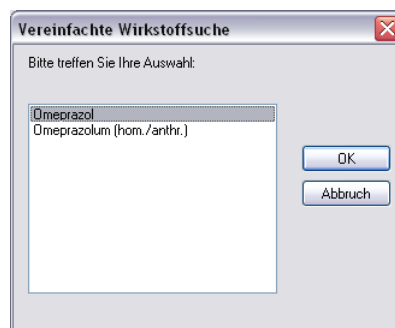 Vereinfachte Wirkstoffsuche
Bitte treffen Sie Ihre Auswahl:
Omeprazol
Omeprazolum (hom./anthr.)
OK
Abbruch